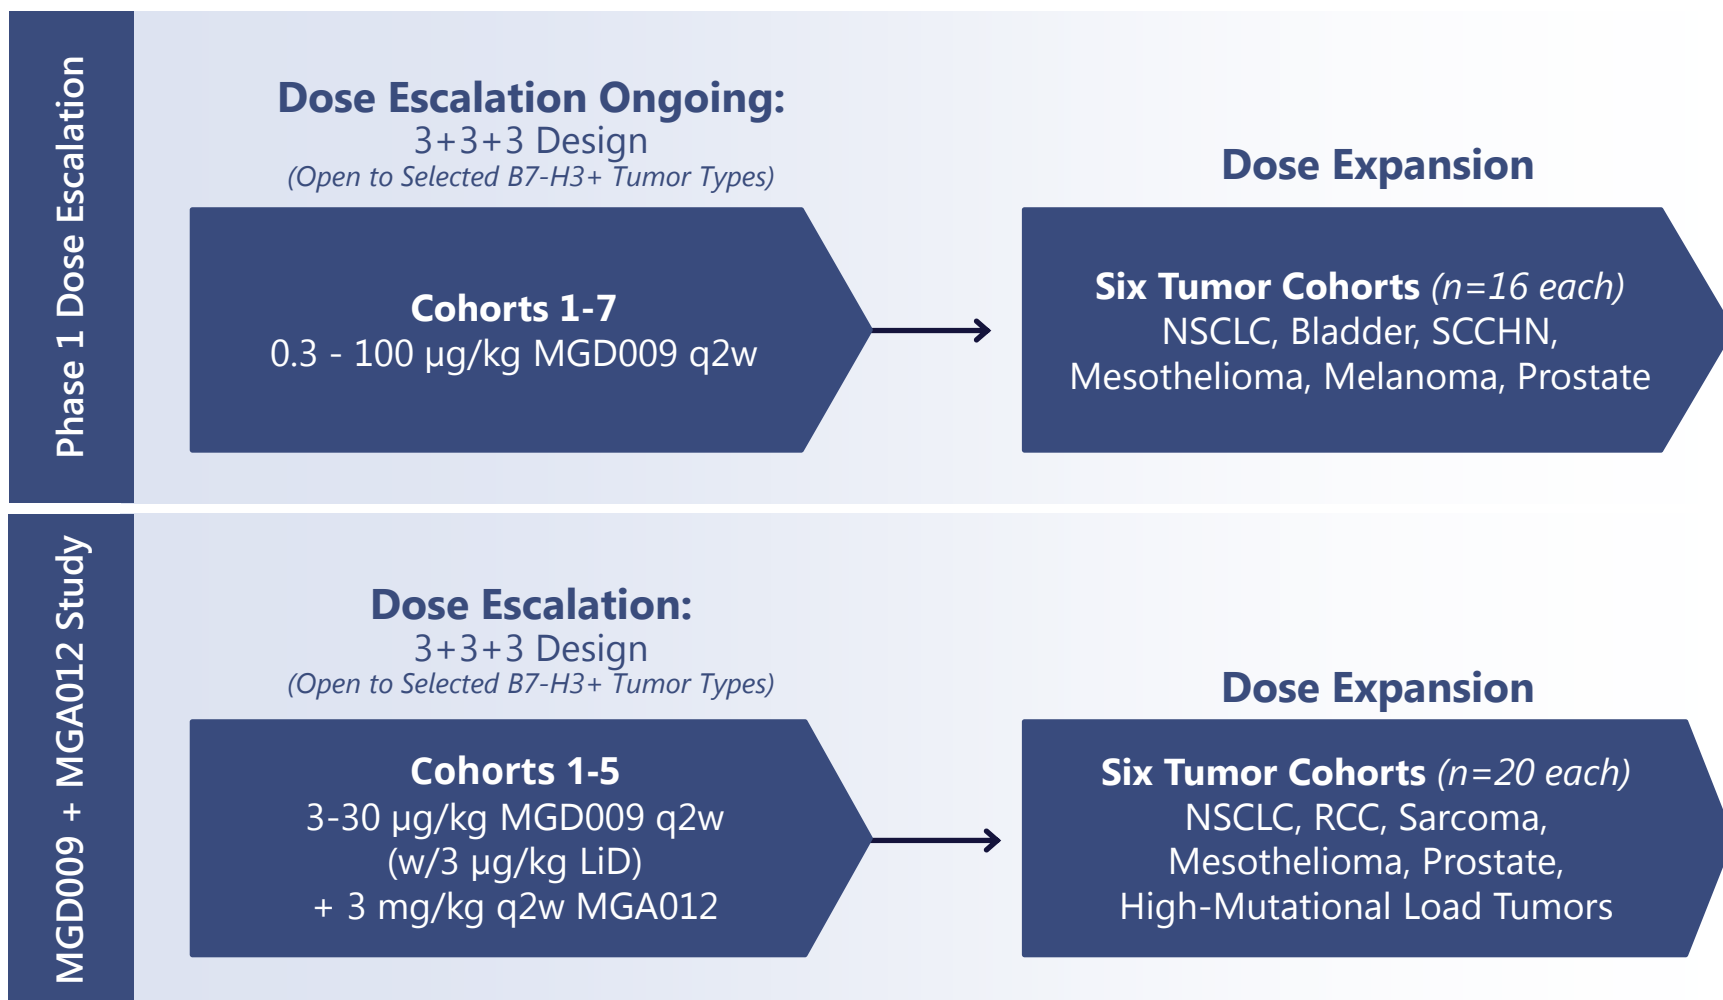 Phase 1 Dose Escalation
Dose Escalation Ongoing:
3+3+3 Design
(Open to Selected B7-H3+ Tumor Types)
Cohorts 1-7
0.3 - 100 µg/kg MGD009 q2w
Dose Expansion
Six Tumor Cohorts (n=16 each)
NSCLC, Bladder, SCCHN,
Mesothelioma, Melanoma, Prostate
MGD009 + MGA012 Study
Dose Escalation:
3+3+3 Design
(Open to Selected B7-H3+ Tumor Types)
Cohorts 1-5
3-30 µg/kg MGD009 q2w
(w/3 µg/kg LiD)
+ 3 mg/kg q2w MGA012
Dose Expansion
Six Tumor Cohorts (n=20 each)
NSCLC, RCC, Sarcoma,
Mesothelioma, Prostate,
High-Mutational Load Tumors